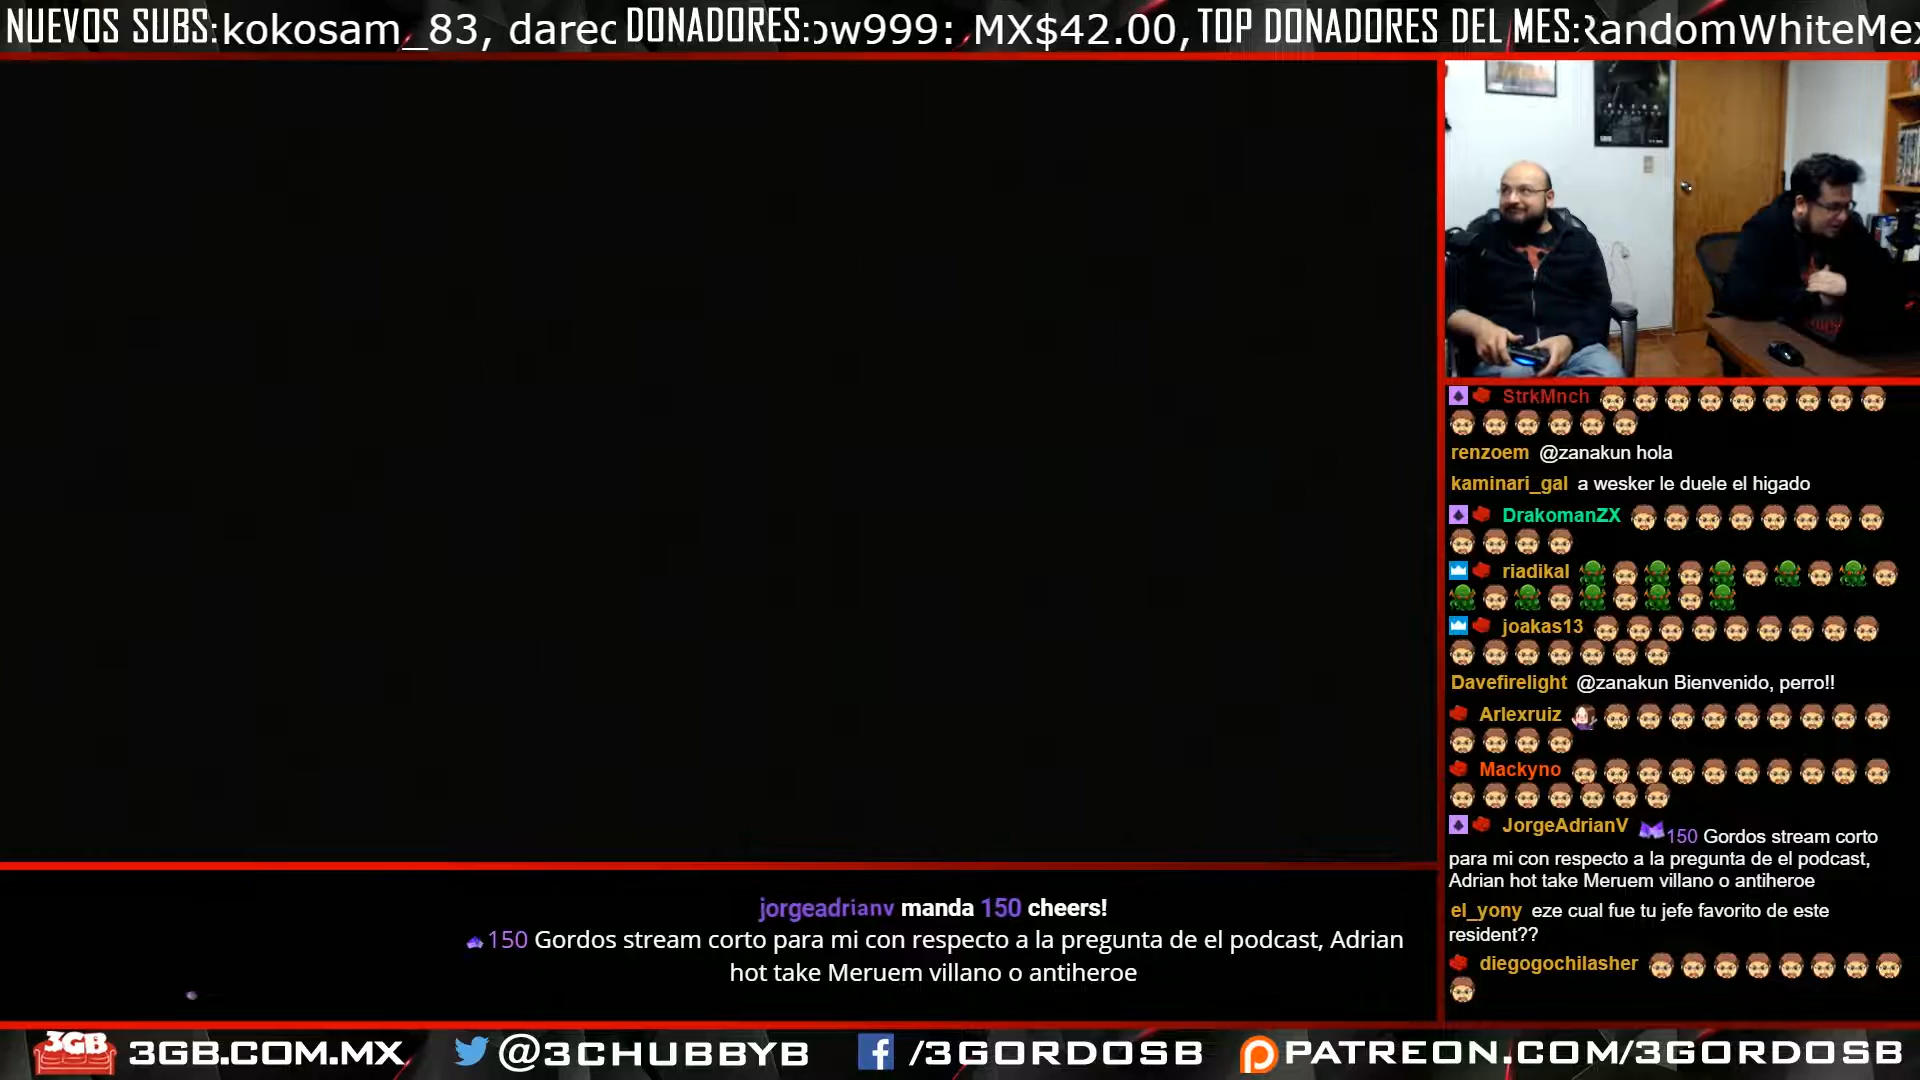 NUEVOS SUBS: kokosam_83, darec DONADORES: ow999: MX$42.00, TOP DONADORES DEL MES: RandomWhiteMex
StrkMnch
renzoem @zanakun hola
kaminari_gal a wesker le duele el higado
DrakomanZX
riadikal
joakas13
Davefirelight @zanakun Bienvenido, perro!!
Arlexruiz
Mackyno
JorgeAdrianV 150 Gordos stream corto
para mi con respecto a la pregunta de el podcast,
Adrian hot take Meruem villano o antiheroe
el_yony eze cual fue tu jefe favorito de este
resident??
diegogochilasher
jorgeadrianv manda 150 cheers!
150 Gordos stream corto para mi con respecto a la pregunta de el podcast, Adrian
hot take Meruem villano o antiheroe
3GB 3GB.COM.MX @3CHUBBYB /3GORDOSB PATREON.COM/3GORDOSB